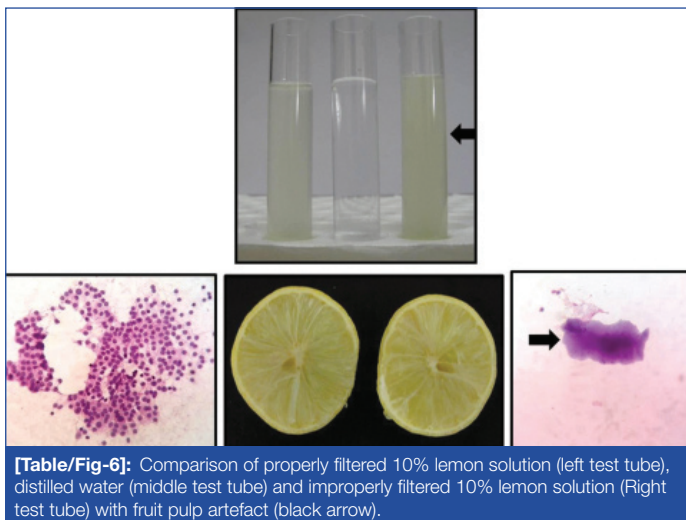 [Table/Fig-6]: Comparison of properly filtered 10% lemon solution (left test tube),
distilled water (middle test tube) and improperly filtered 10% lemon solution (Right
test tube) with fruit pulp artefact (black arrow).